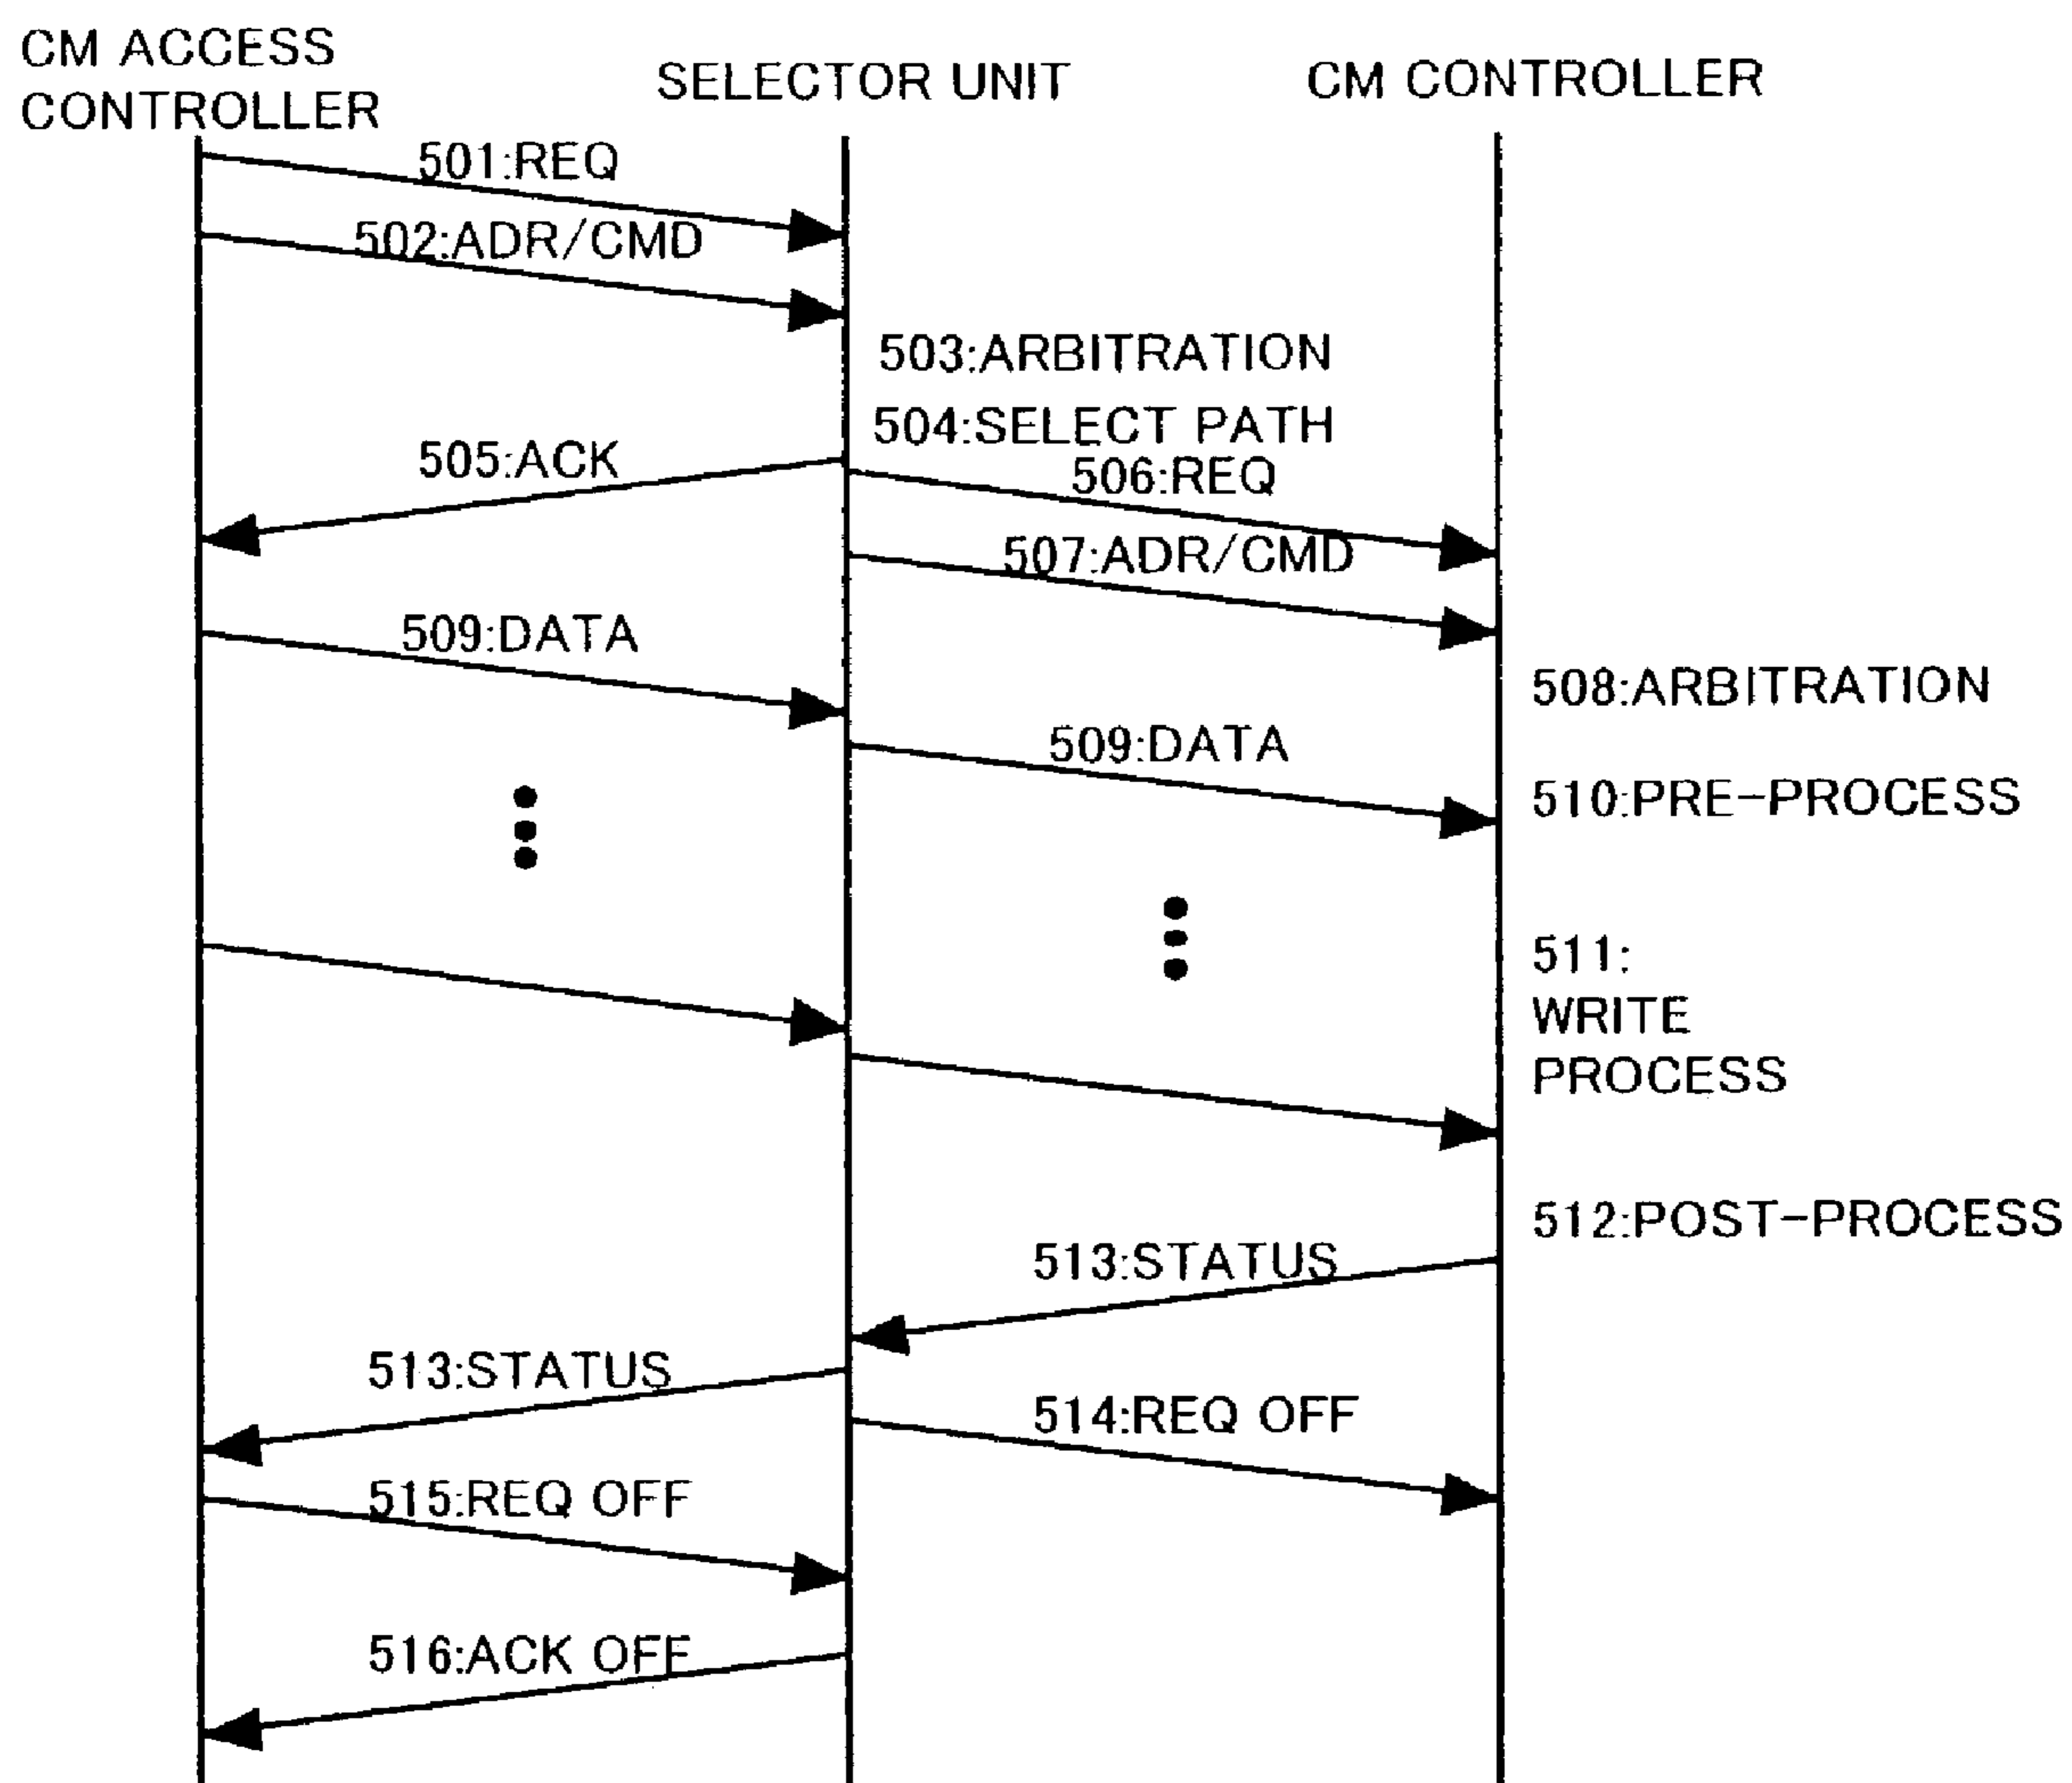 CM ACCESS
CONTROLLER
SELECTOR UNIT
CM CONTROLLER
501:REQ
502:ADR/CMD
503:ARBITRATION
504:SELECT PATH
505:ACK
506:REQ
507:ADR/CMD
509:DATA
508:ARBITRATION
509:DATA
510:PRE-PROCESS
511:
WRITE
PROCESS
512:POST-PROCESS
513:STATUS
513:STATUS
514:REQ OFF
515:REQ OFF
516:ACK OFF